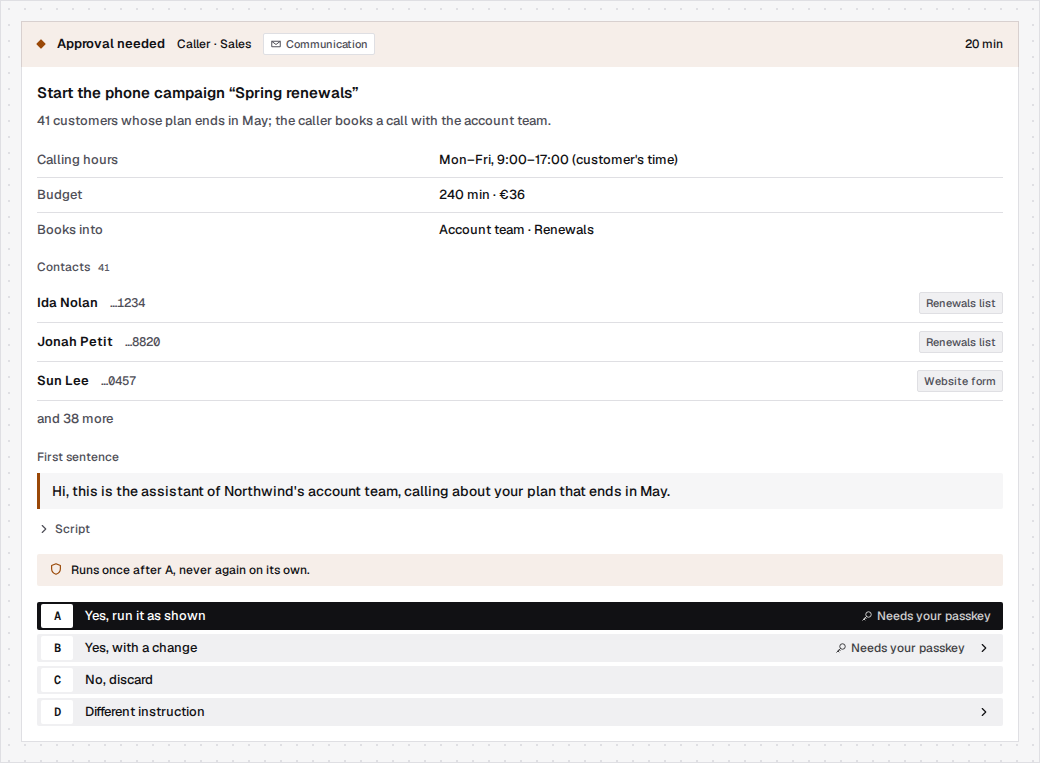 Approval needed Caller · Sales Communication 20 min
Start the phone campaign “Spring renewals”
41 customers whose plan ends in May; the caller books a call with the account team.
Calling hours Mon–Fri, 9:00–17:00 (customer's time)
Budget 240 min · €36
Books into Account team · Renewals
Contacts 41
Ida Nolan …1234 Renewals list
Jonah Petit …8820 Renewals list
Sun Lee …0457 Website form
and 38 more
First sentence
Hi, this is the assistant of Northwind's account team, calling about your plan that ends in May.
Script
Runs once after A, never again on its own.
A Yes, run it as shown Needs your passkey
B Yes, with a change Needs your passkey
C No, discard
D Different instruction